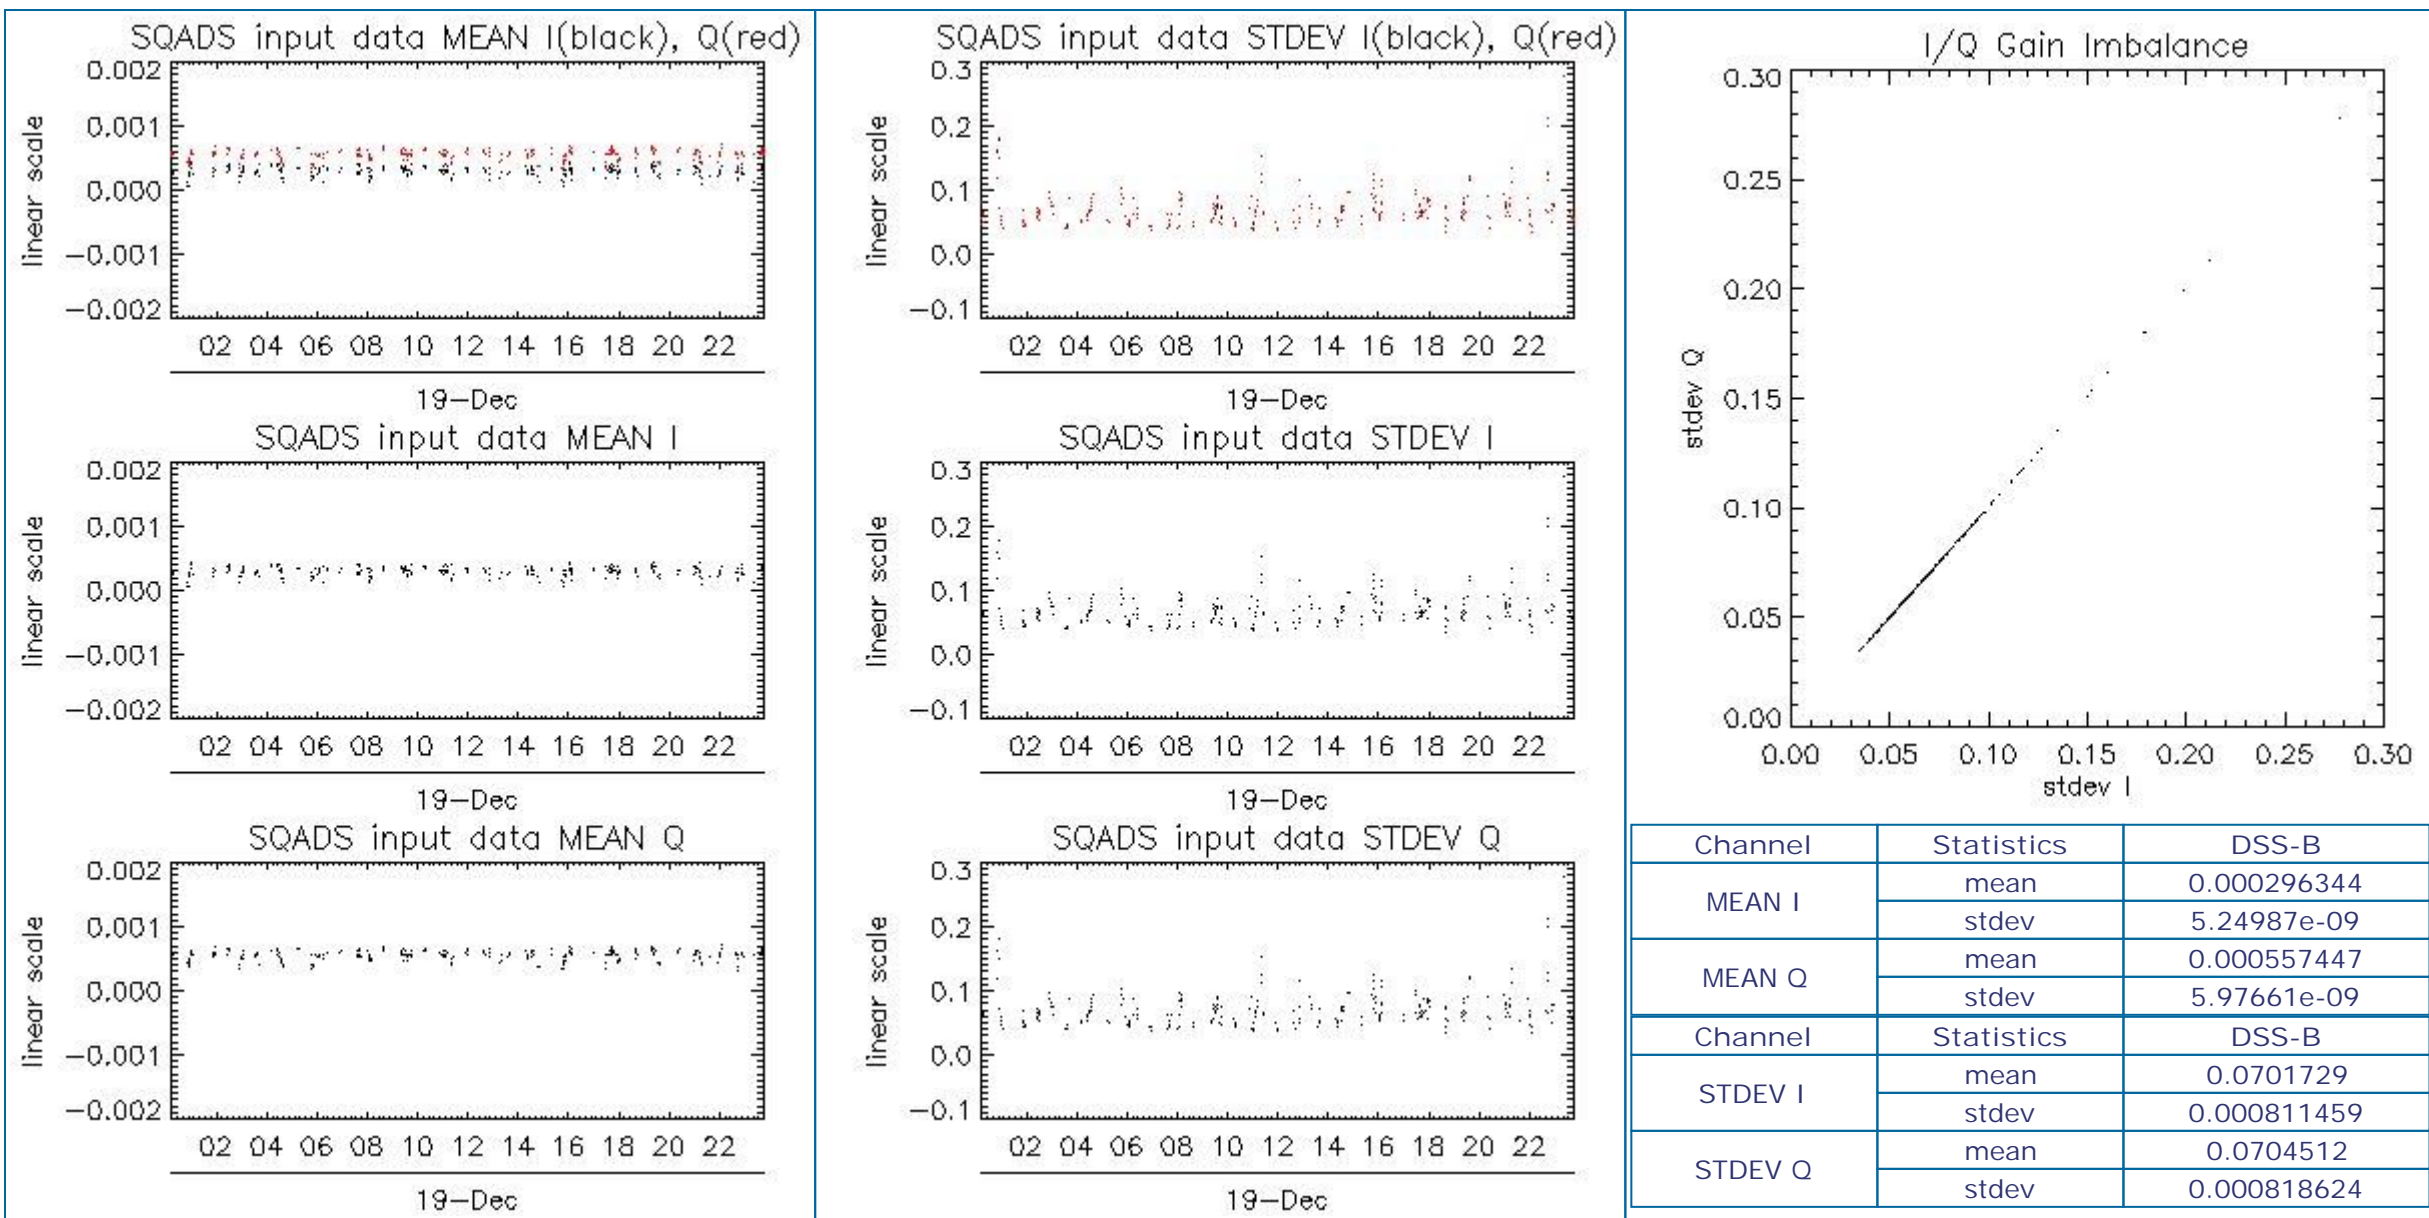 SQADS input data MEAN I(black), Q(red)
linear scale
0.002
0.001
0.000
-0.001
-0.002
02 04 06 08 10 12 14 16 18 20 22
19-Dec
SQADS input data MEAN I
linear scale
0.002
0.001
0.000
-0.001
-0.002
02 04 06 08 10 12 14 16 18 20 22
19-Dec
SQADS input data MEAN Q
linear scale
0.002
0.001
0.000
-0.001
-0.002
02 04 06 08 10 12 14 16 18 20 22
19-Dec
SQADS input data STDEV I(black), Q(red)
linear scale
0.3
0.2
0.1
0.0
-0.1
02 04 06 08 10 12 14 16 18 20 22
19-Dec
SQADS input data STDEV I
linear scale
0.3
0.2
0.1
0.0
-0.1
02 04 06 08 10 12 14 16 18 20 22
19-Dec
SQADS input data STDEV Q
linear scale
0.3
0.2
0.1
0.0
-0.1
02 04 06 08 10 12 14 16 18 20 22
19-Dec
I/Q Gain Imbalance
stdev Q
0.30
0.25
0.20
0.15
0.10
0.05
0.00
0.00 0.05 0.10 0.15 0.20 0.25 0.30
stdev I
Channel Statistics DSS-B
MEAN I mean 0.000296344
stdev 5.24987e-09
MEAN Q mean 0.000557447
stdev 5.97661e-09
Channel Statistics DSS-B
STDEV I mean 0.0701729
stdev 0.000811459
STDEV Q mean 0.0704512
stdev 0.000818624